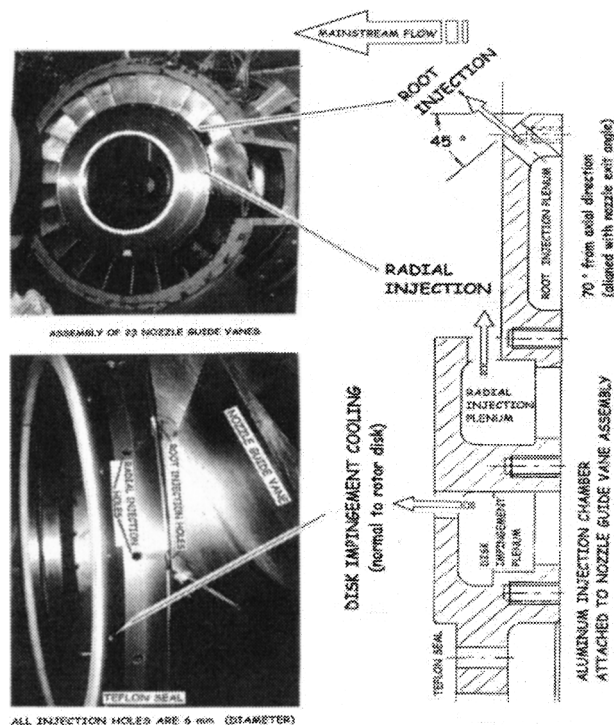 MAINSTREAM FLOW
ROOT
INJECTION
45 °
ROOT INJECTION PLENUM
70 ° from axial direction
(aligned with nozzle exit angle)
RADIAL
INJECTION
ASSEMBLY OF 23 NOZZLE GUIDE VANES
RADIAL
INJECTION
PLENUM
NOZZLE GUIDE VANE
ROOT INJECTION HOLES
RADIAL INJECTION
HOLES
DISK IMPINGEMENT COOLING
(normal to rotor disk)
DISK
IMPINGEMENT
PLENUM
ALUMINUM INJECTION CHAMBER
ATTACHED TO NOZZLE GUIDE VANE ASSEMBLY
TEFLON SEAL
TEFLON SEAL
ALL INJECTION HOLES ARE 6 mm (DIAMETER)